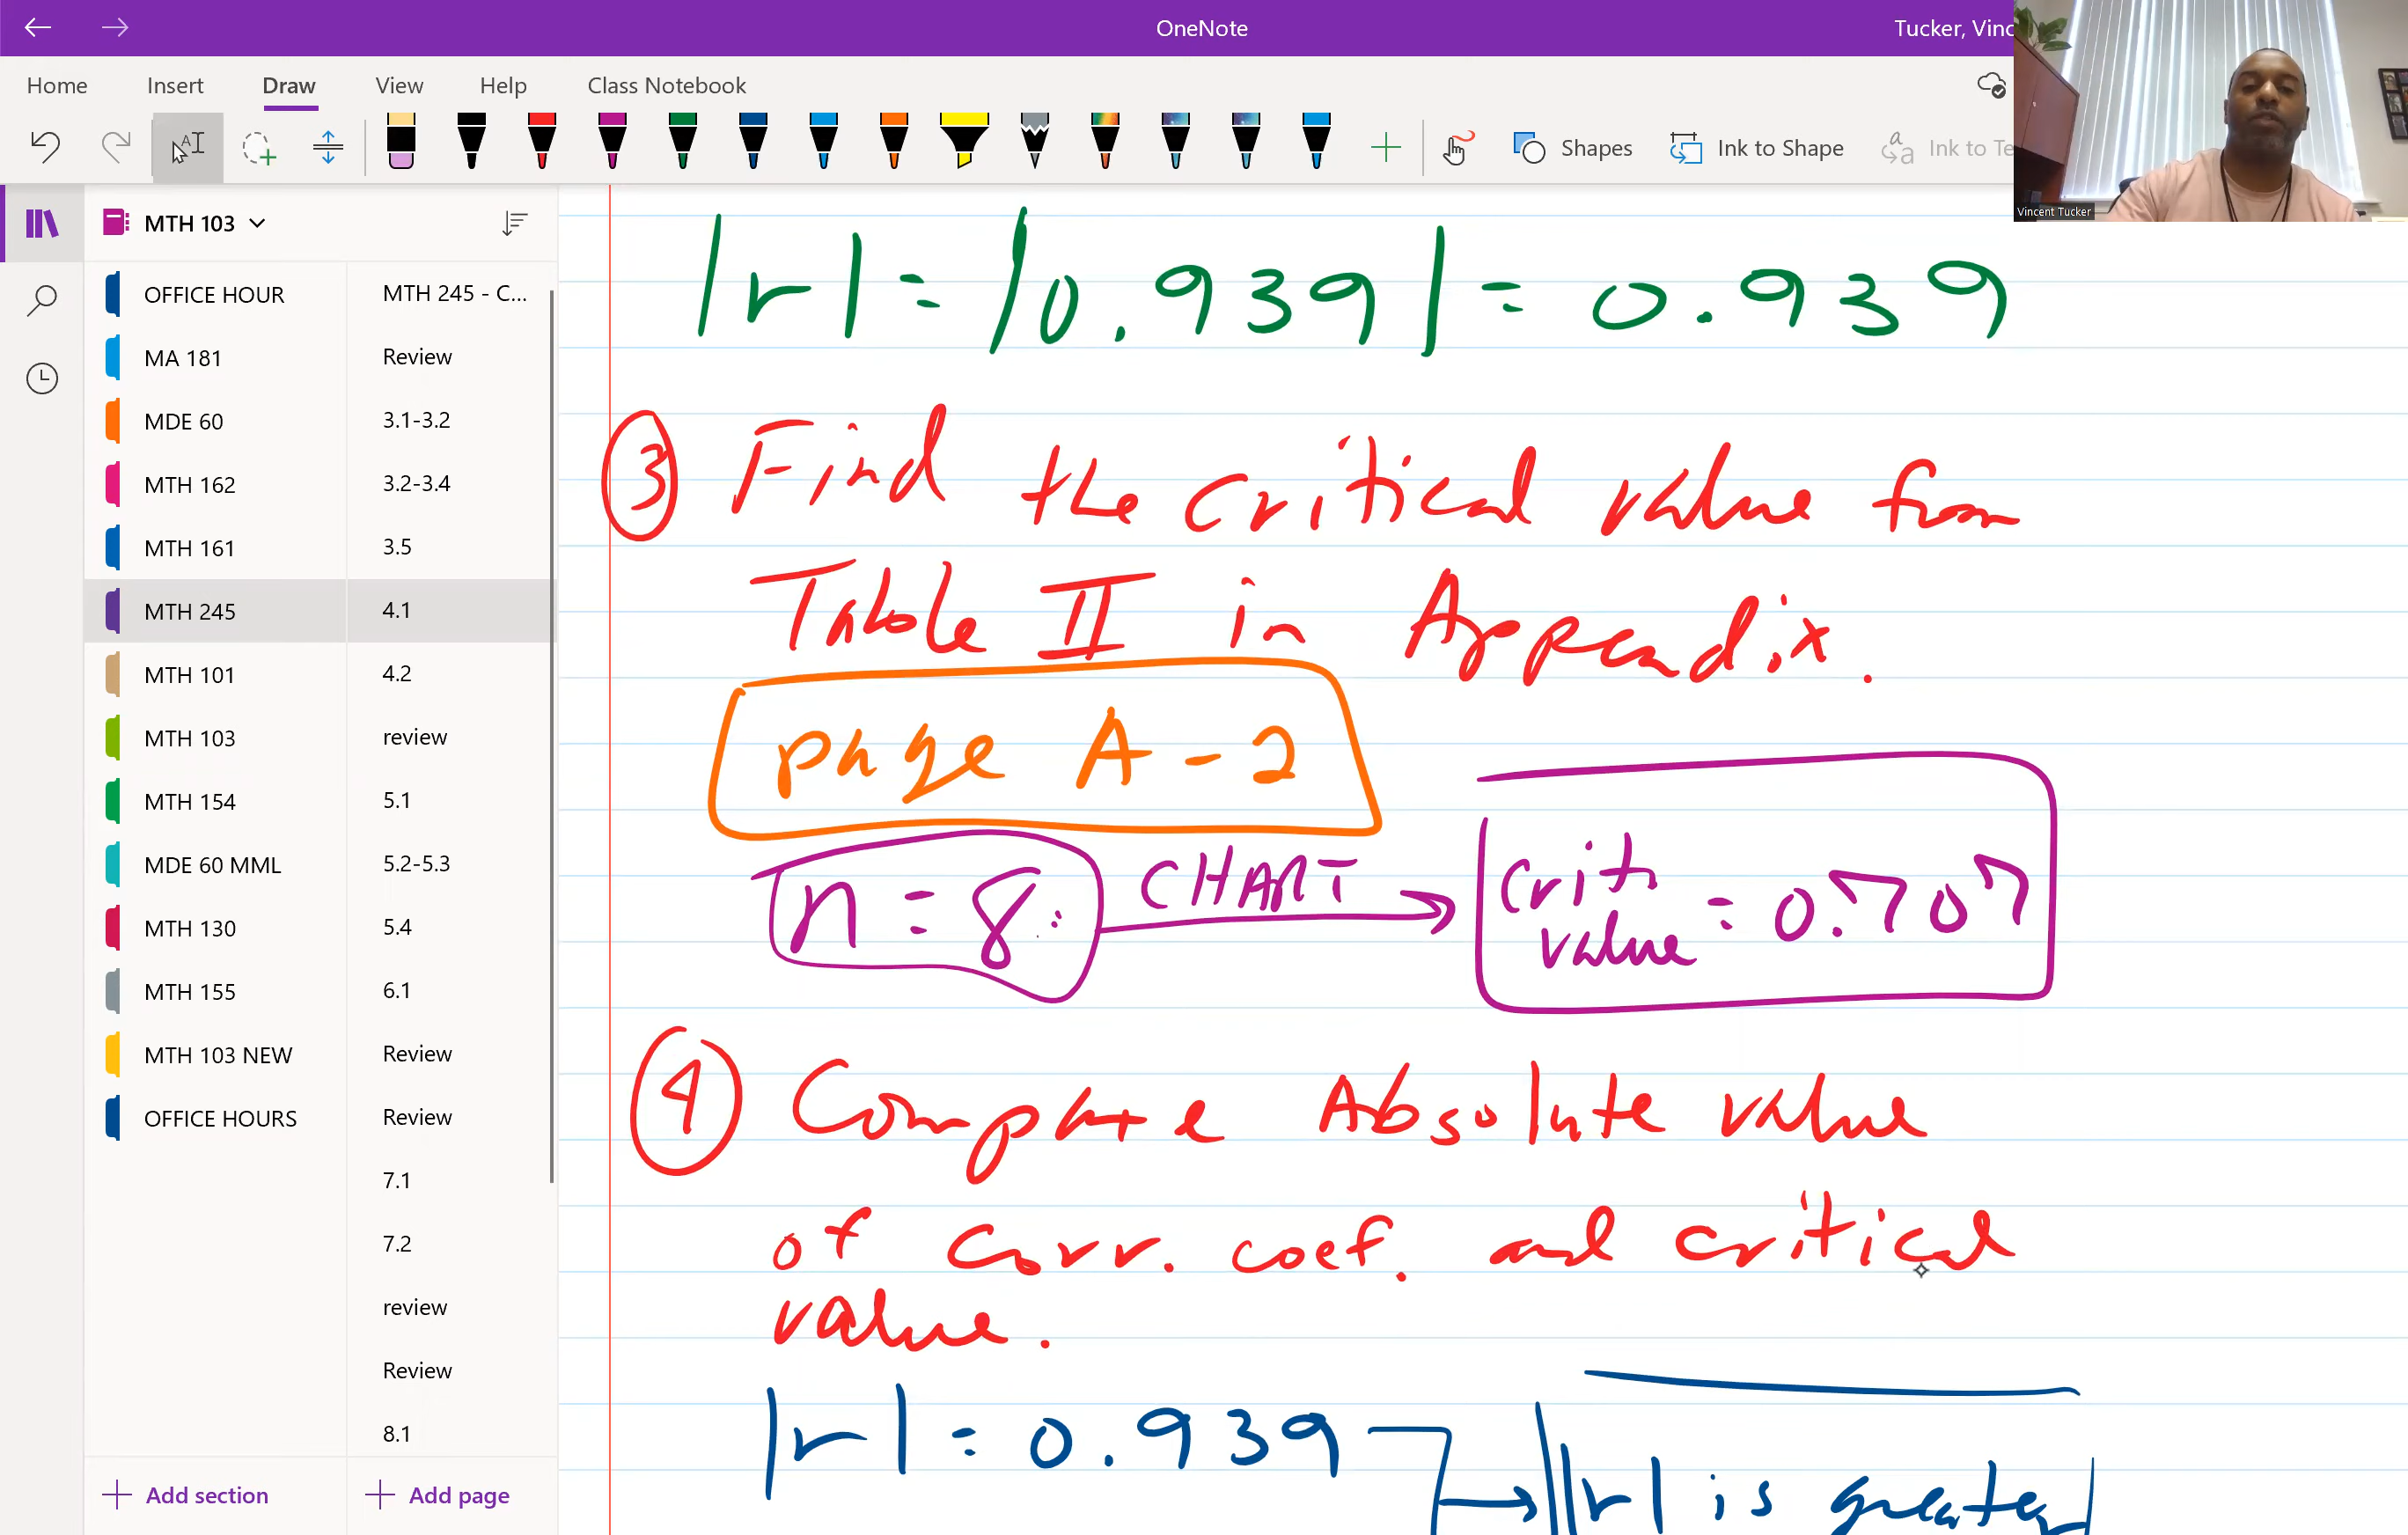 OneNote
Tucker, Vinc
Home Insert Draw View Help Class Notebook
Shapes Ink to Shape Ink to Te
Vincent Tucker
MTH 103
OFFICE HOUR
MA 181
MDE 60
MTH 162
MTH 161
MTH 245
MTH 101
MTH 103
MTH 154
MDE 60 MML
MTH 130
MTH 155
MTH 103 NEW
OFFICE HOURS
Add section
MTH 245 - C...
Review
3.1-3.2
3.2-3.4
3.5
4.1
4.2
review
5.1
5.2-5.3
5.4
6.1
Review
Review
7.1
7.2
review
Review
8.1
Add page
|r| = |0.939| = 0.939
③ Find the critical value from
Table II in Appendix.
page A-2
n = 8 CHART crit value = 0.707
④ Compare Absolute value
of corr. coef. and critical
value.
|r| = 0.939
|r| is greater